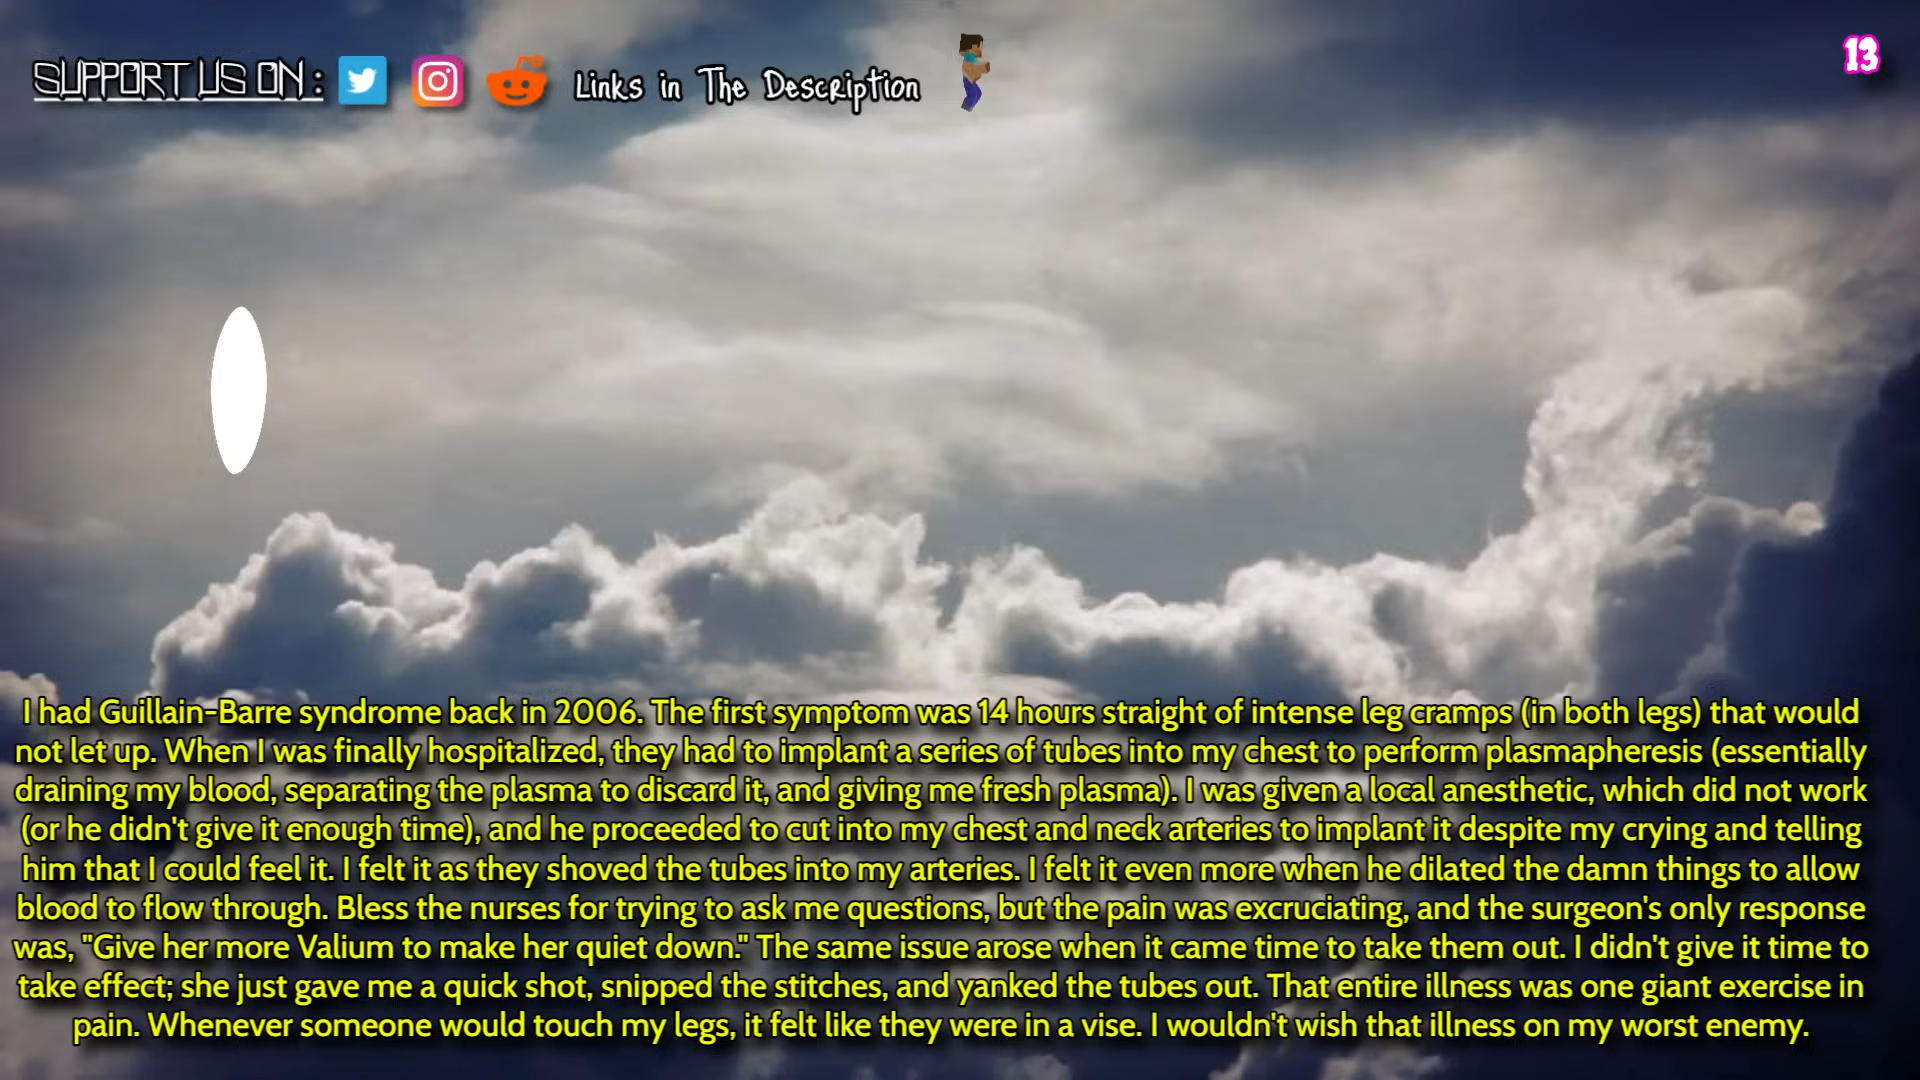 SUPPORT US ON : Links in The Description
13
I had Guillain-Barre syndrome back in 2006. The first symptom was 14 hours straight of intense leg cramps (in both legs) that would
not let up. When I was finally hospitalized, they had to implant a series of tubes into my chest to perform plasmapheresis (essentially
draining my blood, separating the plasma to discard it, and giving me fresh plasma). I was given a local anesthetic, which did not work
(or he didn't give it enough time), and he proceeded to cut into my chest and neck arteries to implant it despite my crying and telling
him that I could feel it. I felt it as they shoved the tubes into my arteries. I felt it even more when he dilated the damn things to allow
blood to flow through. Bless the nurses for trying to ask me questions, but the pain was excruciating, and the surgeon's only response
was, "Give her more Valium to make her quiet down." The same issue arose when it came time to take them out. I didn't give it time to
take effect; she just gave me a quick shot, snipped the stitches, and yanked the tubes out. That entire illness was one giant exercise in
pain. Whenever someone would touch my legs, it felt like they were in a vise. I wouldn't wish that illness on my worst enemy.